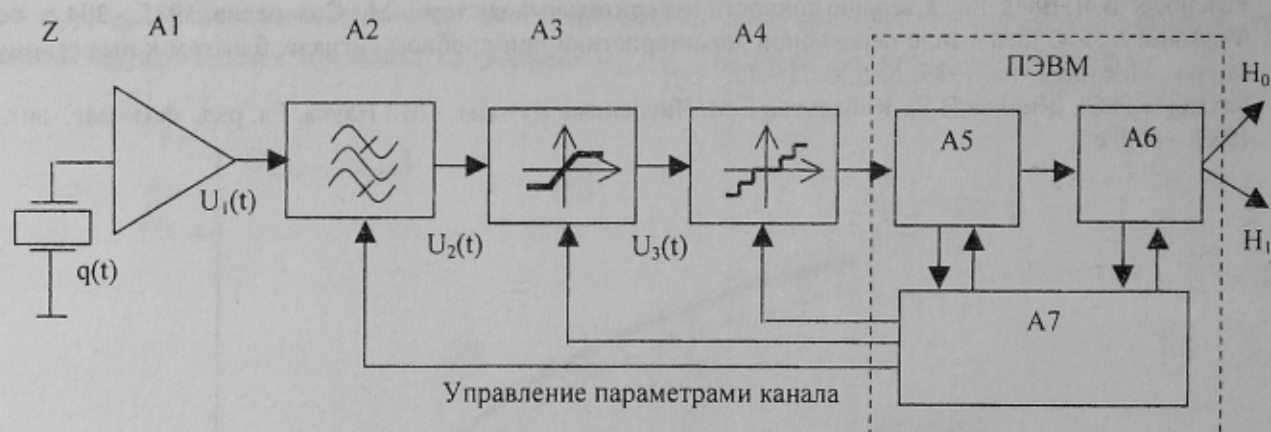 Z A1 A2 A3 A4
ПЭВМ
H₀
A5 A6
U₁(t)
U₂(t) U₃(t)
H₁
q(t)
A7
Управление параметрами канала